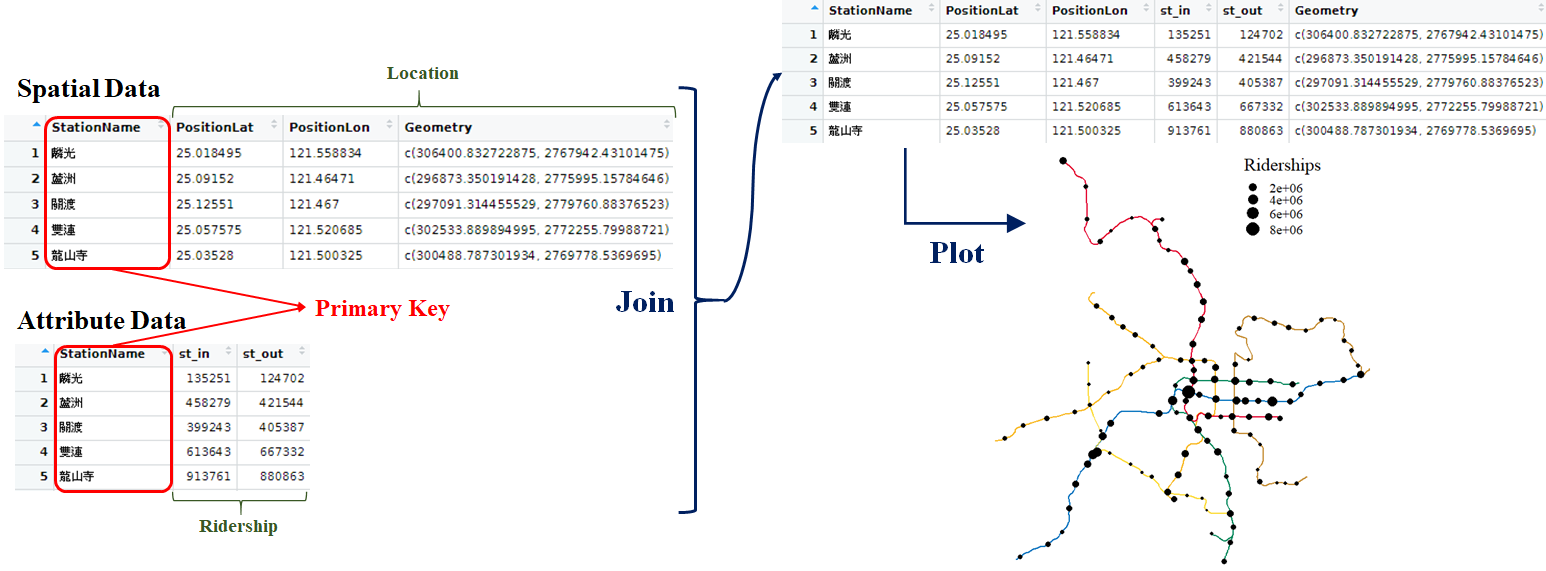 Spatial Data
Location
StationName PositionLat PositionLon Geometry
1 麟光 25.018495 121.558834 c(306400.832722875, 2767942.43101475)
2 蘆洲 25.09152 121.46471 c(296873.350191428, 2775995.15784646)
3 關渡 25.12551 121.467 c(297091.314455529, 2779760.88376523)
4 雙連 25.057575 121.520685 c(302533.889894995, 2772255.79988721)
5 龍山寺 25.03528 121.500325 c(300488.787301934, 2769778.5369695)
Primary Key
Attribute Data
StationName st_in st_out
1 麟光 135251 124702
2 蘆洲 458279 421544
3 關渡 399243 405387
4 雙連 613643 667332
5 龍山寺 913761 880863
Ridership
Join
StationName PositionLat PositionLon st_in st_out Geometry
1 麟光 25.018495 121.558834 135251 124702 c(306400.832722875, 2767942.43101475)
2 蘆洲 25.09152 121.46471 458279 421544 c(296873.350191428, 2775995.15784646)
3 關渡 25.12551 121.467 399243 405387 c(297091.314455529, 2779760.88376523)
4 雙連 25.057575 121.520685 613643 667332 c(302533.889894995, 2772255.79988721)
5 龍山寺 25.03528 121.500325 913761 880863 c(300488.787301934, 2769778.5369695)
Plot
Riderships
2e+06
4e+06
6e+06
8e+06